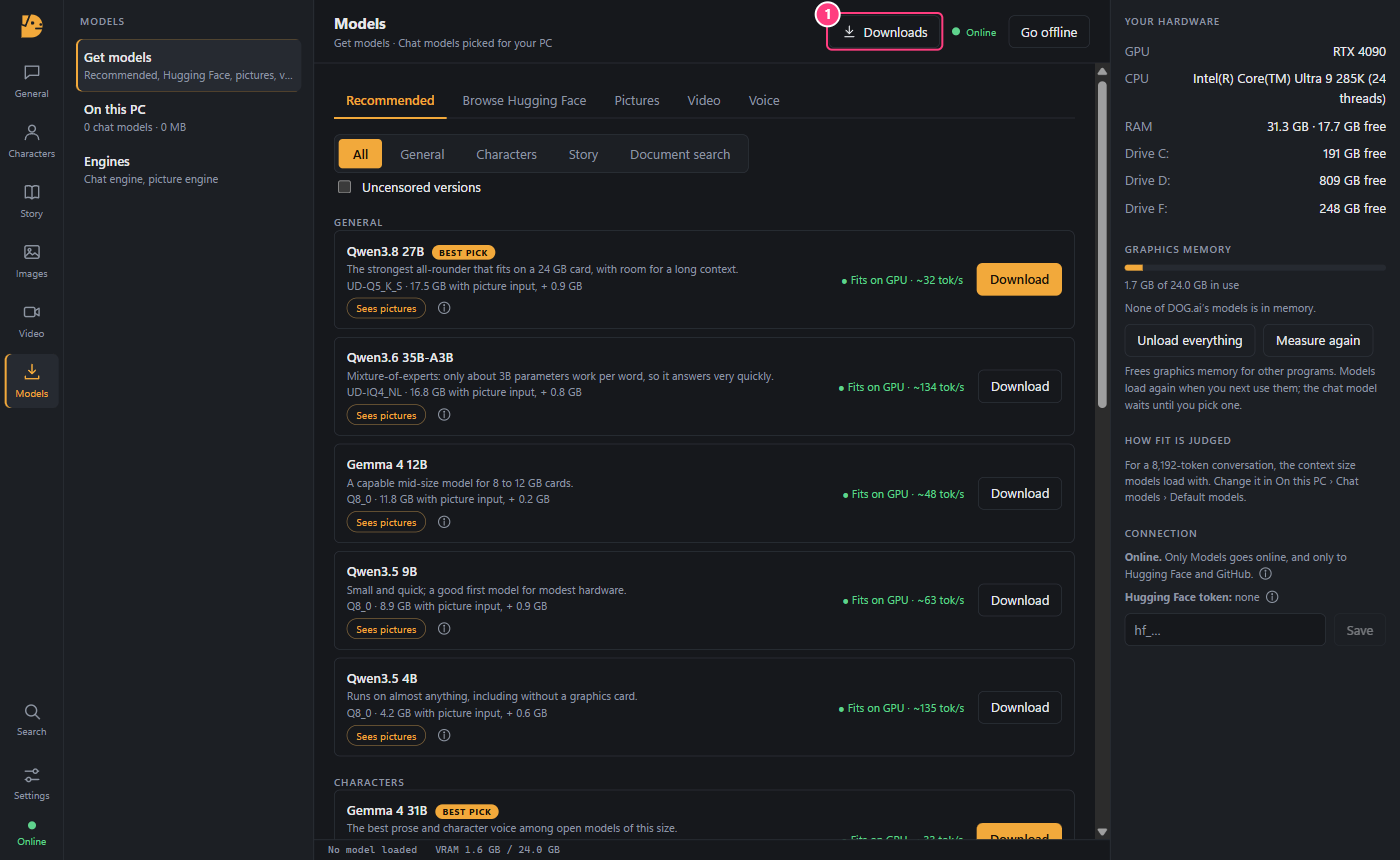 General
Characters
Story
Images
Video
Models
Search
Settings
Online
MODELS
Get models
Recommended, Hugging Face, pictures, v...
On this PC
0 chat models · 0 MB
Engines
Chat engine, picture engine
Models
Get models · Chat models picked for your PC
1
Downloads
Online
Go offline
Recommended
Browse Hugging Face
Pictures
Video
Voice
All
General
Characters
Story
Document search
Uncensored versions
GENERAL
Qwen3.8 27B BEST PICK
The strongest all-rounder that fits on a 24 GB card, with room for a long context.
UD-Q5_K_S · 17.5 GB with picture input, + 0.9 GB
Sees pictures
Fits on GPU · ~32 tok/s
Download
Qwen3.6 35B-A3B
Mixture-of-experts: only about 3B parameters work per word, so it answers very quickly.
UD-IQ4_NL · 16.8 GB with picture input, + 0.8 GB
Sees pictures
Fits on GPU · ~134 tok/s
Download
Gemma 4 12B
A capable mid-size model for 8 to 12 GB cards.
Q8_0 · 11.8 GB with picture input, + 0.2 GB
Sees pictures
Fits on GPU · ~48 tok/s
Download
Qwen3.5 9B
Small and quick; a good first model for modest hardware.
Q8_0 · 8.9 GB with picture input, + 0.9 GB
Sees pictures
Fits on GPU · ~63 tok/s
Download
Qwen3.5 4B
Runs on almost anything, including without a graphics card.
Q8_0 · 4.2 GB with picture input, + 0.6 GB
Sees pictures
Fits on GPU · ~135 tok/s
Download
CHARACTERS
Gemma 4 31B BEST PICK
The best prose and character voice among open models of this size.
Download
No model loaded VRAM 1.6 GB / 24.0 GB
YOUR HARDWARE
GPU RTX 4090
CPU Intel(R) Core(TM) Ultra 9 285K (24
threads)
RAM 31.3 GB · 17.7 GB free
Drive C: 191 GB free
Drive D: 809 GB free
Drive F: 248 GB free
GRAPHICS MEMORY
1.7 GB of 24.0 GB in use
None of DOG.ai's models is in memory.
Unload everything
Measure again
Frees graphics memory for other programs. Models
load again when you next use them; the chat model
waits until you pick one.
HOW FIT IS JUDGED
For a 8,192-token conversation, the context size
models load with. Change it in On this PC › Chat
models › Default models.
CONNECTION
Online. Only Models goes online, and only to
Hugging Face and GitHub.
Hugging Face token: none
hf_...
Save